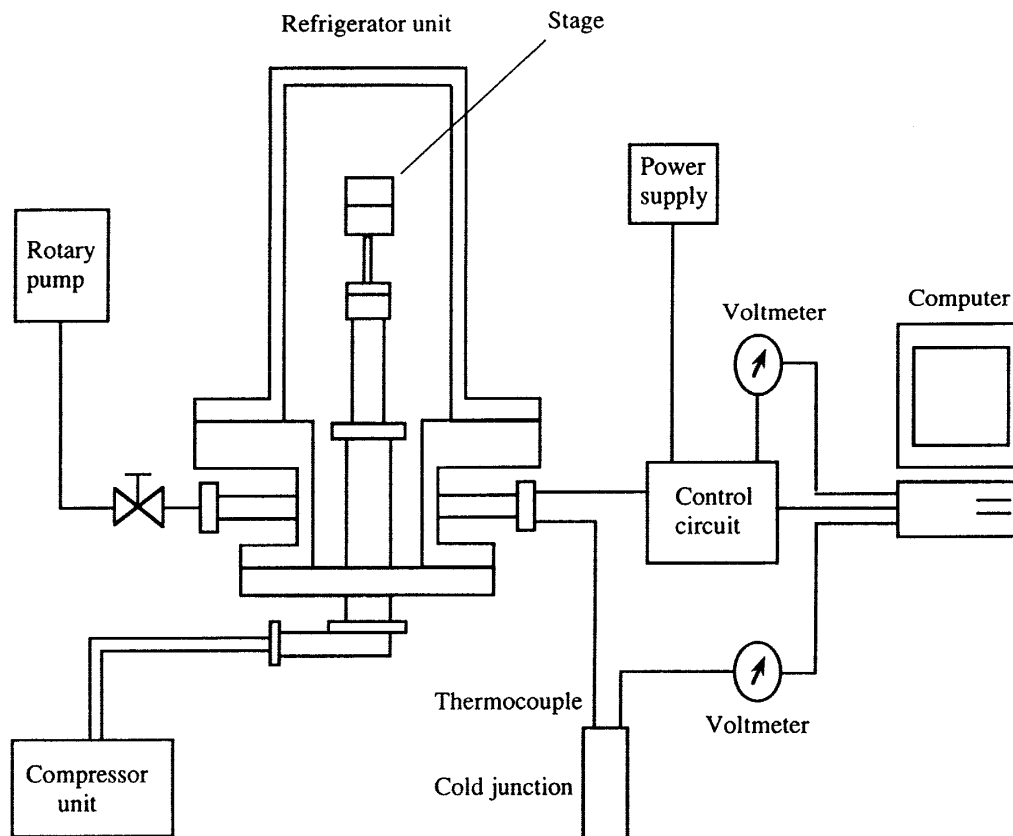 Refrigerator unit
Stage
Power
supply
Rotary
pump
Voltmeter
Computer
Control
circuit
Thermocouple
Voltmeter
Cold junction
Compressor
unit